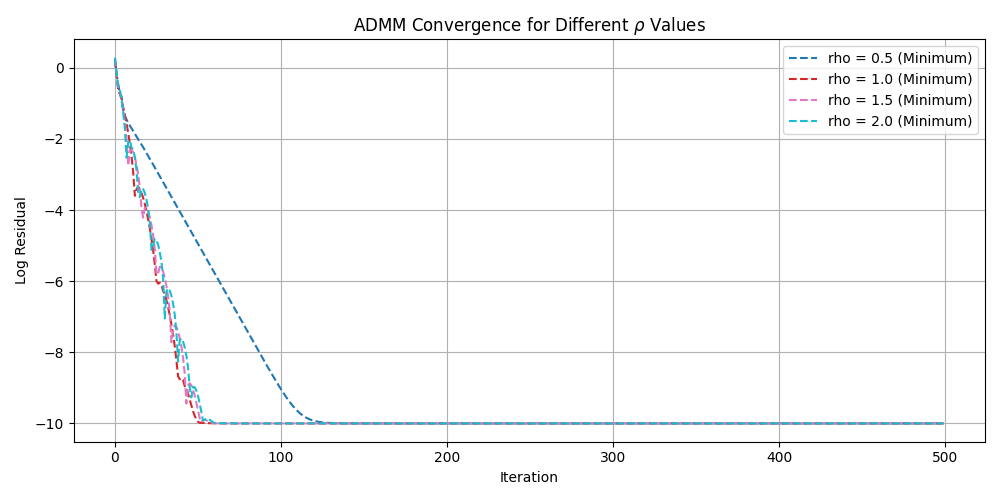 ADMM Convergence for Different ρ Values
rho = 0.5 (Minimum)
rho = 1.0 (Minimum)
rho = 1.5 (Minimum)
rho = 2.0 (Minimum)
Log Residual
0
−2
−4
−6
−8
−10
0 100 200 300 400 500
Iteration